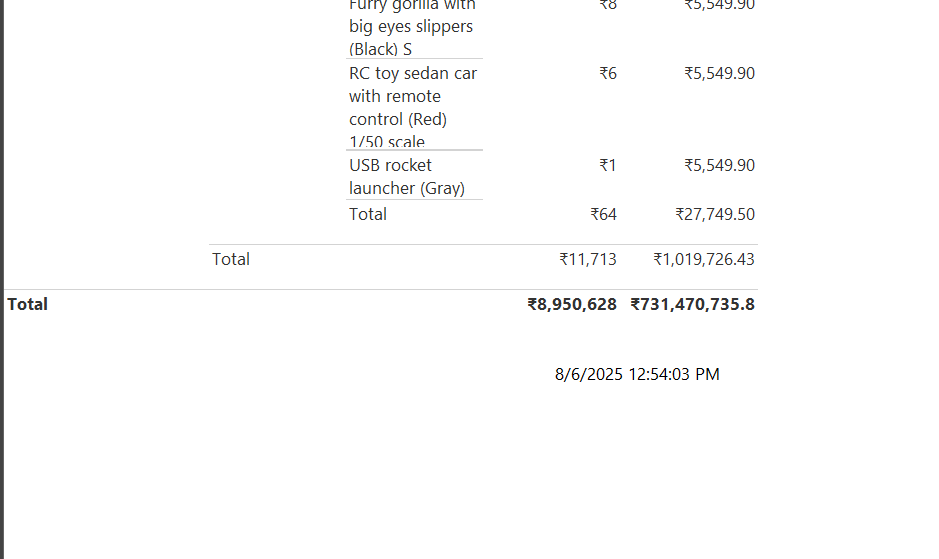 Furry gorilla with ₹8 ₹5,549.90
big eyes slippers
(Black) S
RC toy sedan car ₹6 ₹5,549.90
with remote
control (Red)
1/50 scale
USB rocket ₹1 ₹5,549.90
launcher (Gray)
Total ₹64 ₹27,749.50
Total ₹11,713 ₹1,019,726.43
Total ₹8,950,628 ₹731,470,735.8
8/6/2025 12:54:03 PM